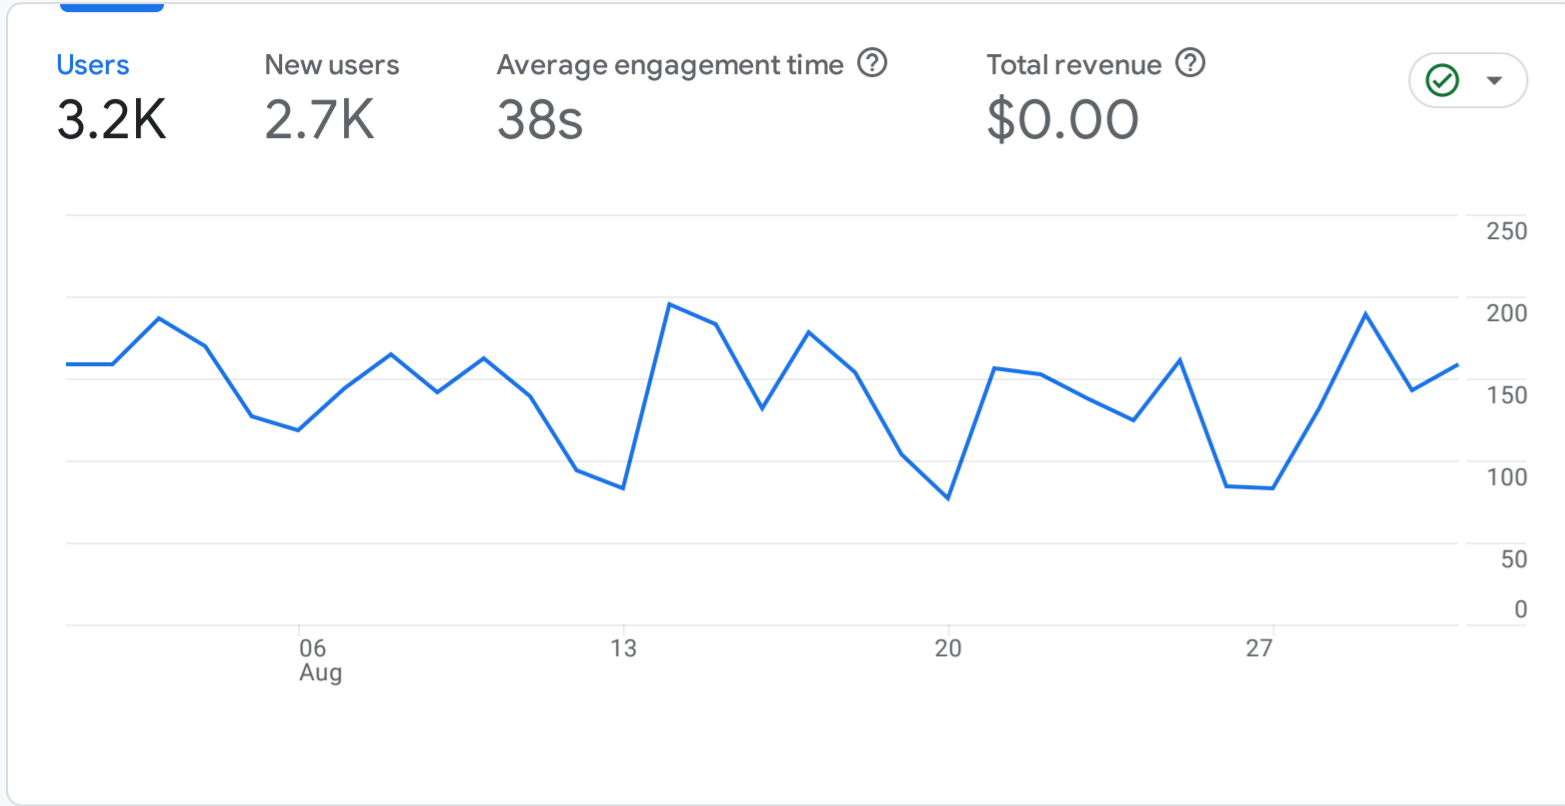 Users
3.2K
New users
2.7K
Average engagement time
38s
Total revenue
$0.00
250
200
150
100
50
0
06
Aug
13
20
27